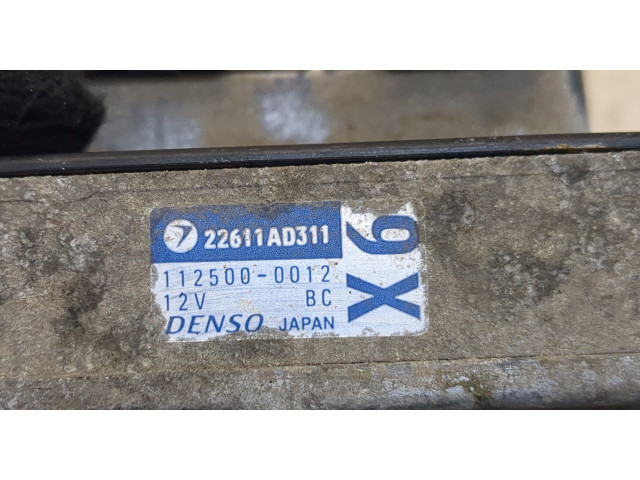 22611AD311
112500-0012
12V BC
DENSO JAPAN
X6